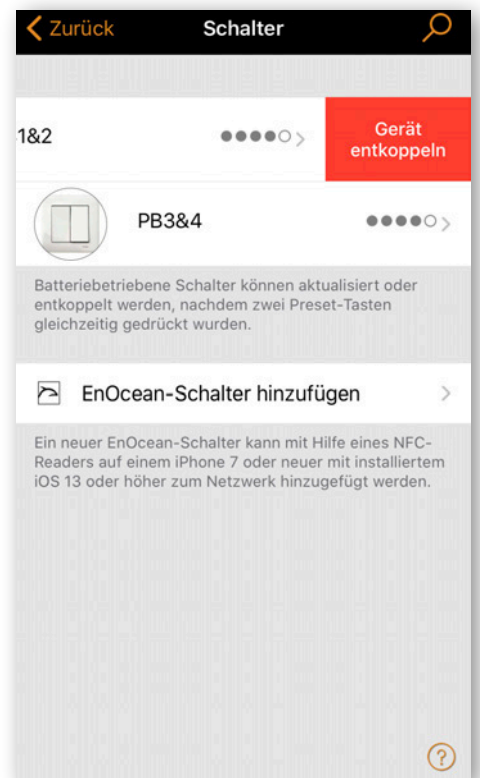 Zurück Schalter
1&2 Gerät
entkoppeln
PB3&4
Batteriebetriebene Schalter können aktualisiert oder
entkoppelt werden, nachdem zwei Preset-Tasten
gleichzeitig gedrückt wurden.
EnOcean-Schalter hinzufügen
Ein neuer EnOcean-Schalter kann mit Hilfe eines NFC-
Readers auf einem iPhone 7 oder neuer mit installiertem
iOS 13 oder höher zum Netzwerk hinzugefügt werden.
?